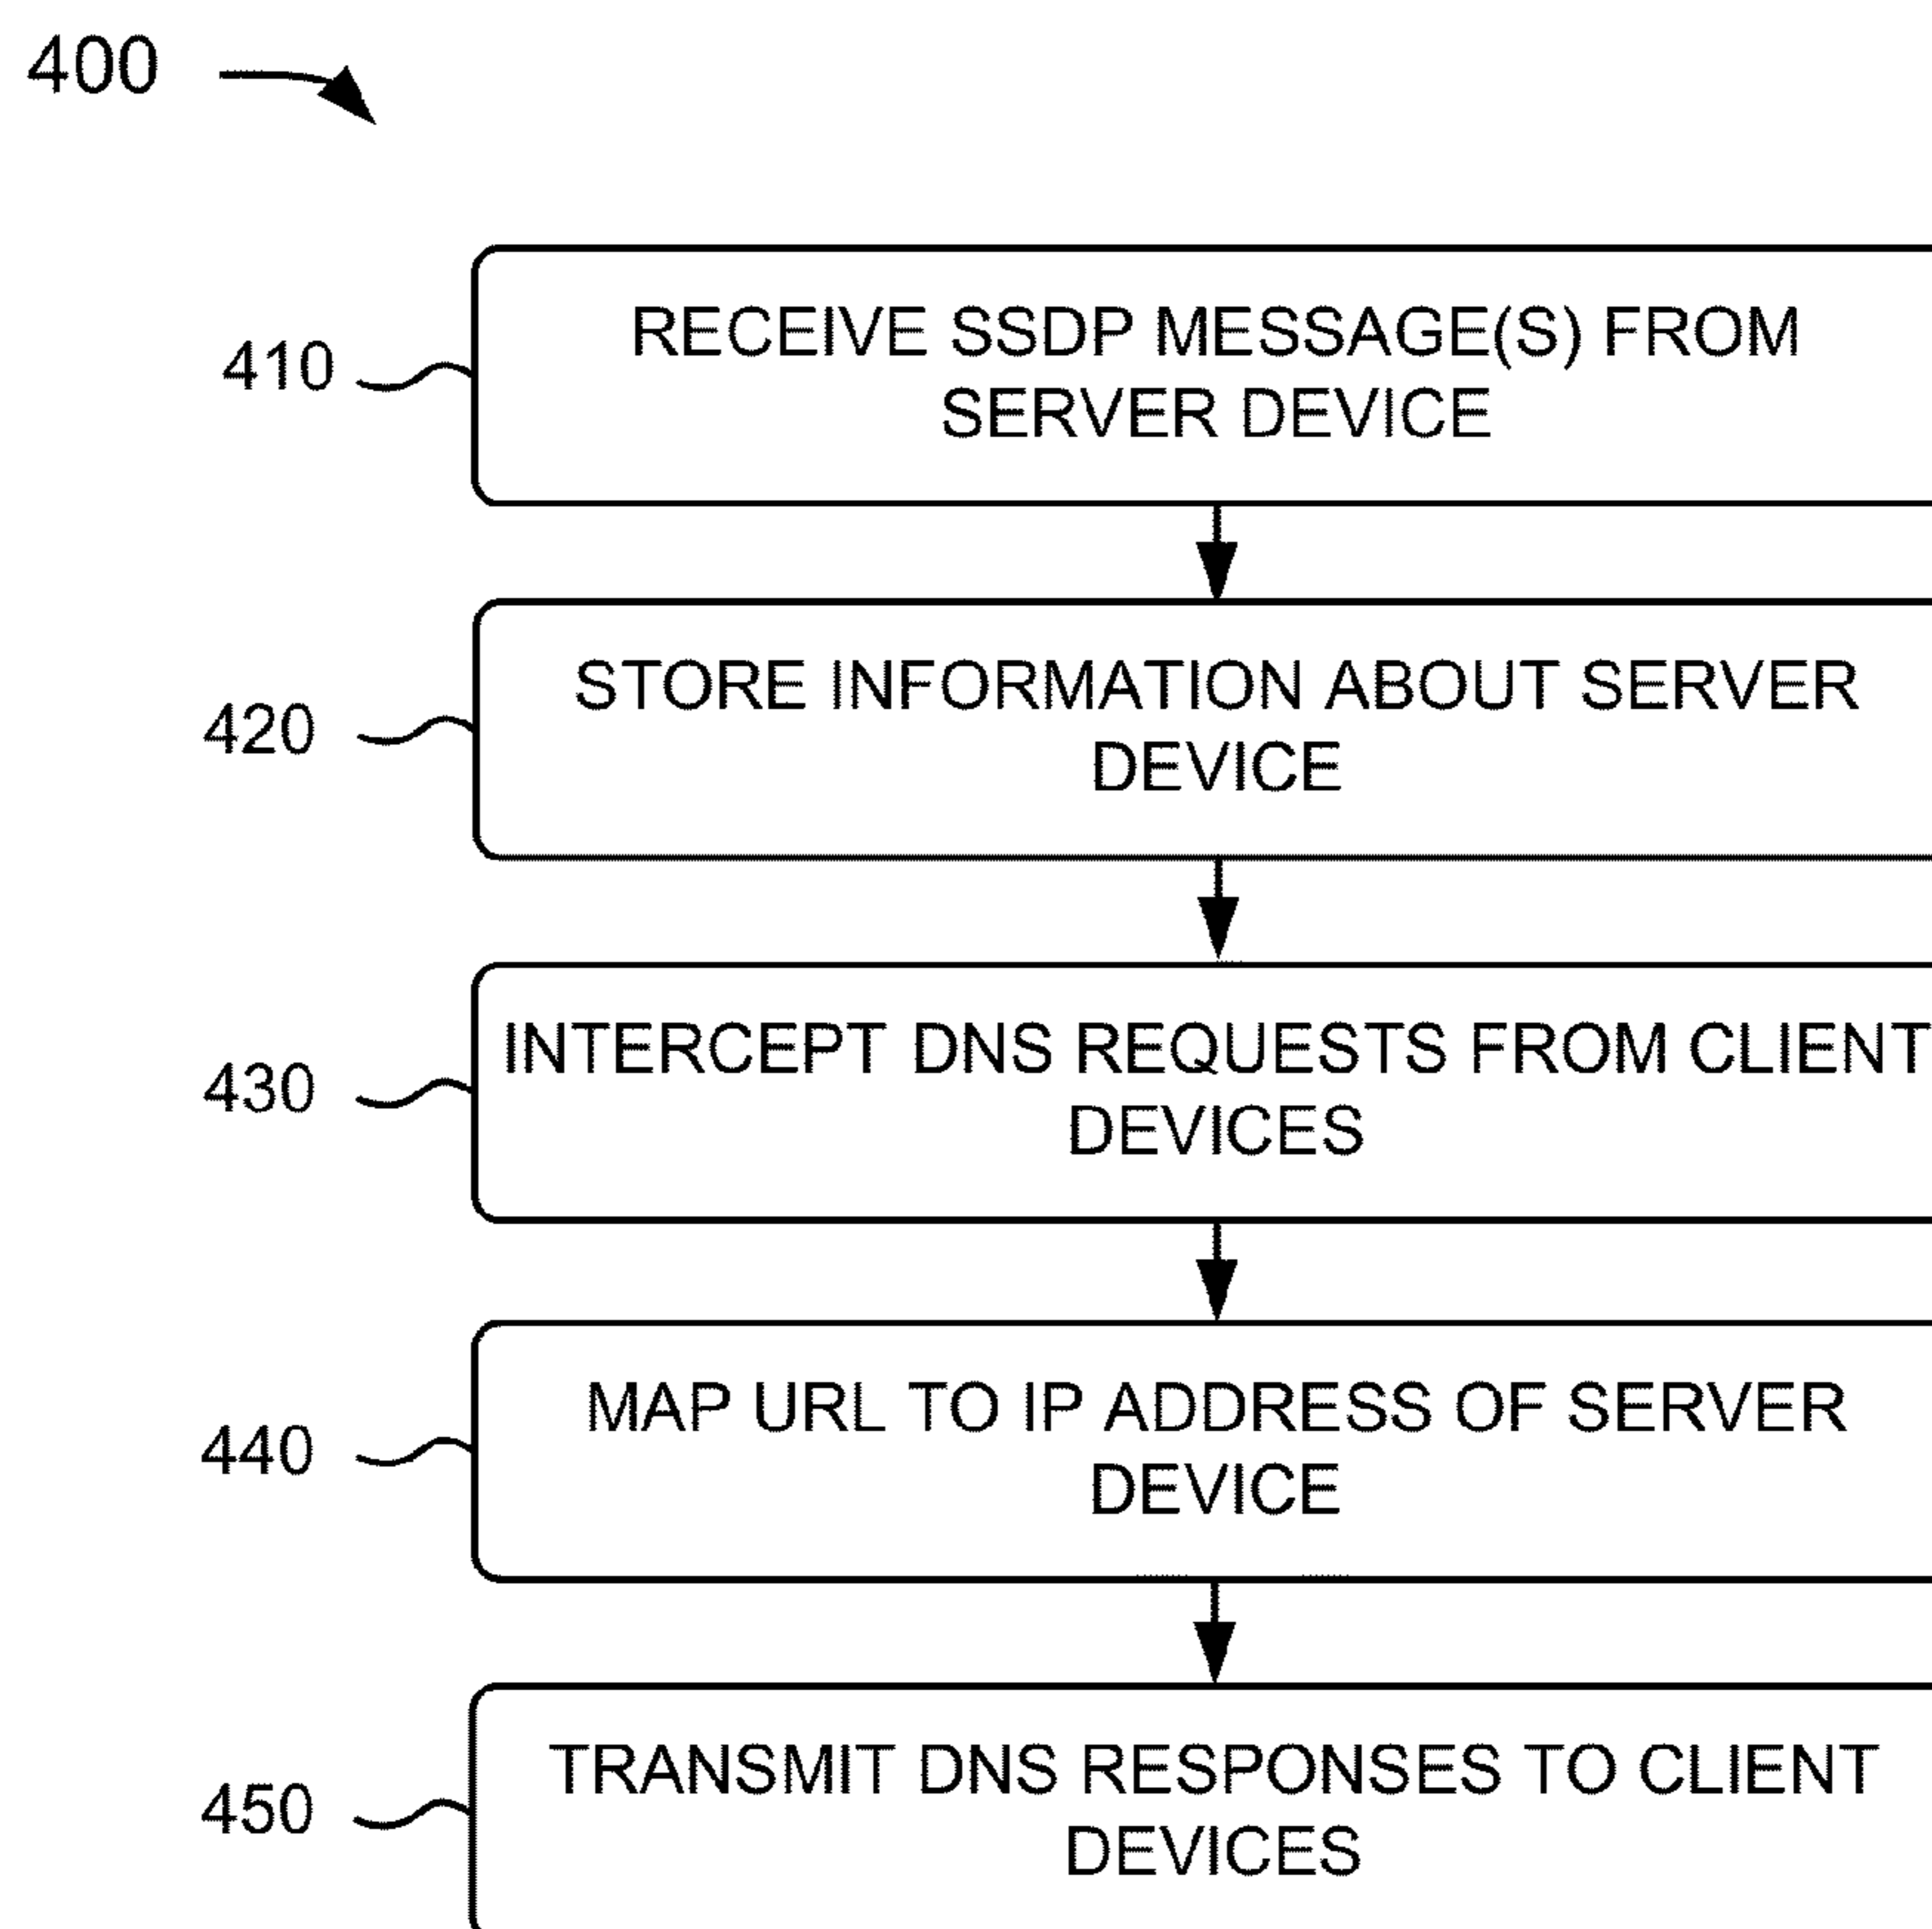 400
410
RECEIVE SSDP MESSAGE(S) FROM
SERVER DEVICE
420
STORE INFORMATION ABOUT SERVER
DEVICE
430
INTERCEPT DNS REQUESTS FROM CLIENT
DEVICES
440
MAP URL TO IP ADDRESS OF SERVER
DEVICE
450
TRANSMIT DNS RESPONSES TO CLIENT
DEVICES